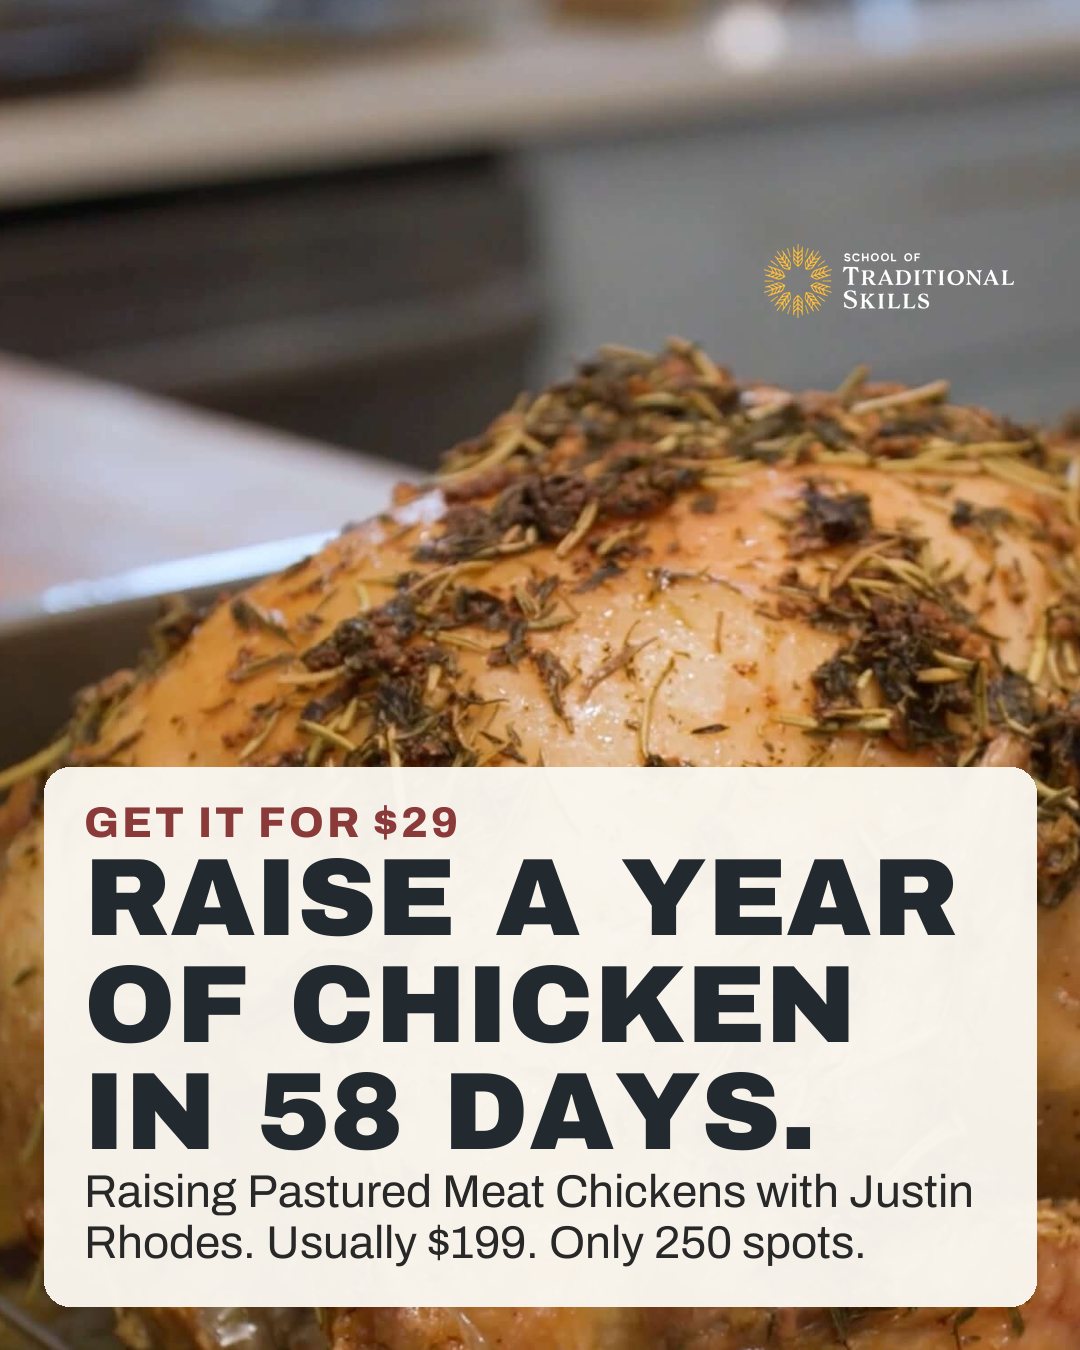 SCHOOL OF
TRADITIONAL
SKILLS
GET IT FOR $29
RAISE A YEAR
OF CHICKEN
IN 58 DAYS.
Raising Pastured Meat Chickens with Justin
Rhodes. Usually $199. Only 250 spots.